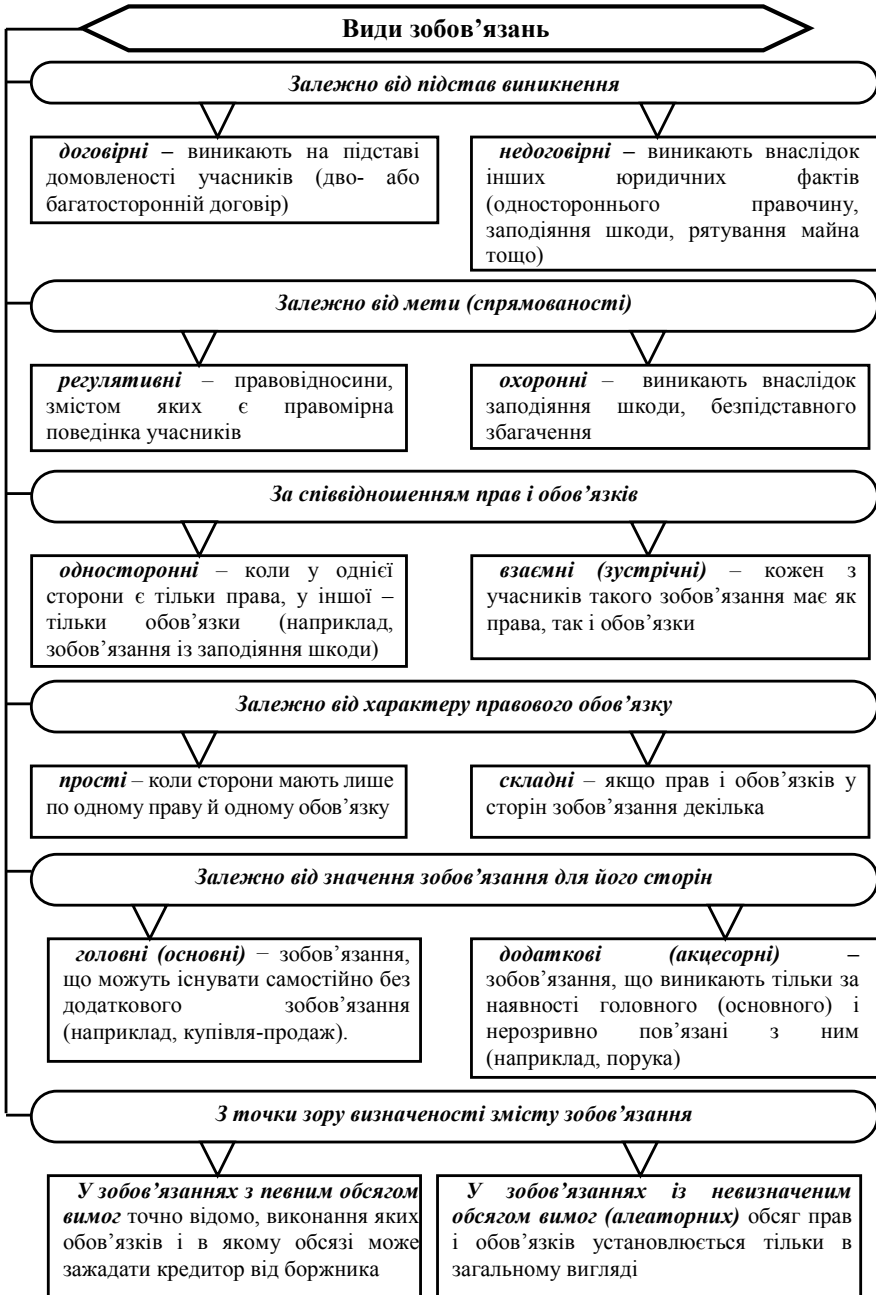 Види зобов’язань
Залежно від підстав виникнення
договірні – виникають на підставі
домовленості учасників (дво- або
багатосторонній договір)
недоговірні – виникають внаслідок
інших юридичних фактів
(одностороннього правочину,
заподіяння шкоди, рятування майна
тощо)
Залежно від мети (спрямованості)
регулятивні – правовідносини,
змістом яких є правомірна
поведінка учасників
охоронні – виникають внаслідок
заподіяння шкоди, безпідставного
збагачення
За співвідношенням прав і обов’язків
односторонні – коли у однієї
сторони є тільки права, у іншої –
тільки обов’язки (наприклад,
зобов’язання із заподіяння шкоди)
взаємні (зустрічні) – кожен з
учасників такого зобов’язання має як
права, так і обов’язки
Залежно від характеру правового обов’язку
прості – коли сторони мають лише
по одному праву й одному обов’язку
складні – якщо прав і обов’язків у
сторін зобов’язання декілька
Залежно від значення зобов’язання для його сторін
головні (основні) − зобов’язання,
що можуть існувати самостійно без
додаткового зобов’язання
(наприклад, купівля-продаж).
додаткові (акцесорні) –
зобов’язання, що виникають тільки за
наявності головного (основного) і
нерозривно пов’язані з ним
(наприклад, порука)
З точки зору визначеності змісту зобов’язання
У зобов’язаннях з певним обсягом
вимог точно відомо, виконання яких
обов’язків і в якому обсязі може
зажадати кредитор від боржника
У зобов’язаннях із невизначеним
обсягом вимог (алеаторних) обсяг прав
і обов’язків установлюється тільки в
загальному вигляді